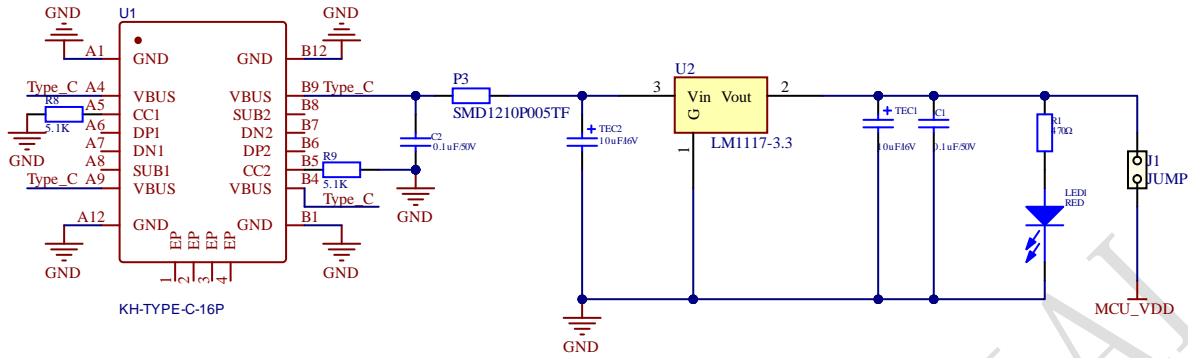 GND
U1
GND
A1
GND
GND
B12
Type_C
A4
VBUS
VBUS
B9
Type_C
R8
5.1K
A5
CC1
SUB2
B8
A6
DP1
DN2
B7
A7
DN1
DP2
B6
A8
SUB1
CC2
B5
R9
5.1K
Type_C
A9
VBUS
VBUS
B4
Type_C
GND
A12
GND
GND
B1
GND
GND
EP
EP
EP
EP
1
2
3
4
KH-TYPE-C-16P
C2
0.1uF/50V
GND
P3
SMD1210P005TF
TEC2
10uF/16V
GND
U2
3
Vin
Vout
2
G
1
LM1117-3.3
TEC1
10uF/16V
C1
0.1uF/50V
R1
470Ω
LED1
RED
J1
JUMP
MCU_VDD